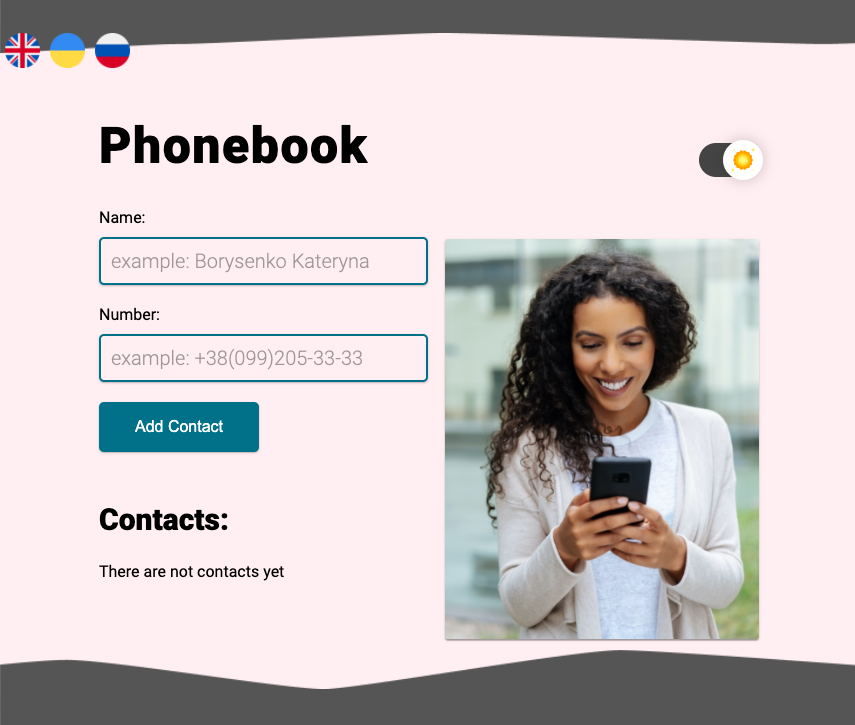 Phonebook
Name:
example: Borysenko Kateryna
Number:
example: +38(099)205-33-33
Add Contact
Contacts:
There are not contacts yet